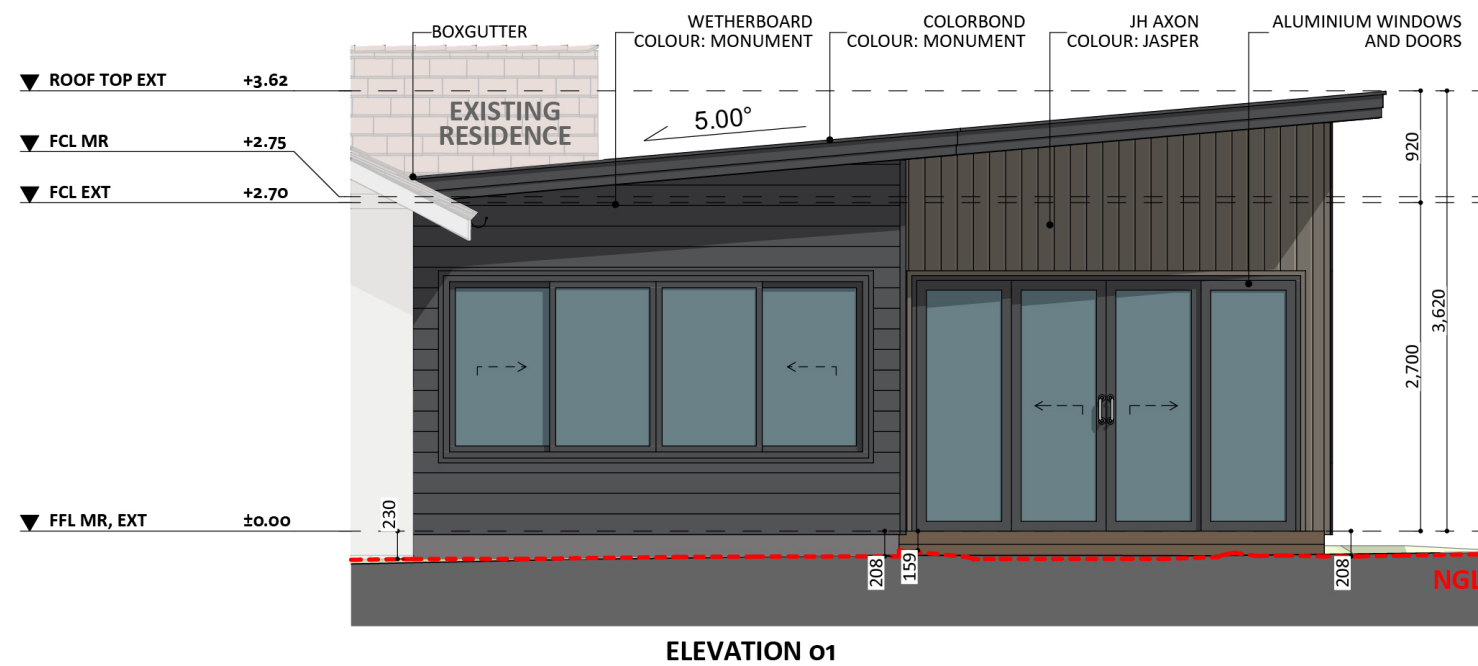 BOXGUTTER
WETHERBOARD
COLOUR: MONUMENT
COLORBOND
COLOUR: MONUMENT
JH AXON
COLOUR: JASPER
ALUMINIUM WINDOWS
AND DOORS
ROOF TOP EXT +3.62
EXISTING
RESIDENCE
5.00°
FCL MR +2.75
FCL EXT +2.70
920
3,620
2,700
FFL MR, EXT ±0.00
230
208
159
208
NGL
ELEVATION 01